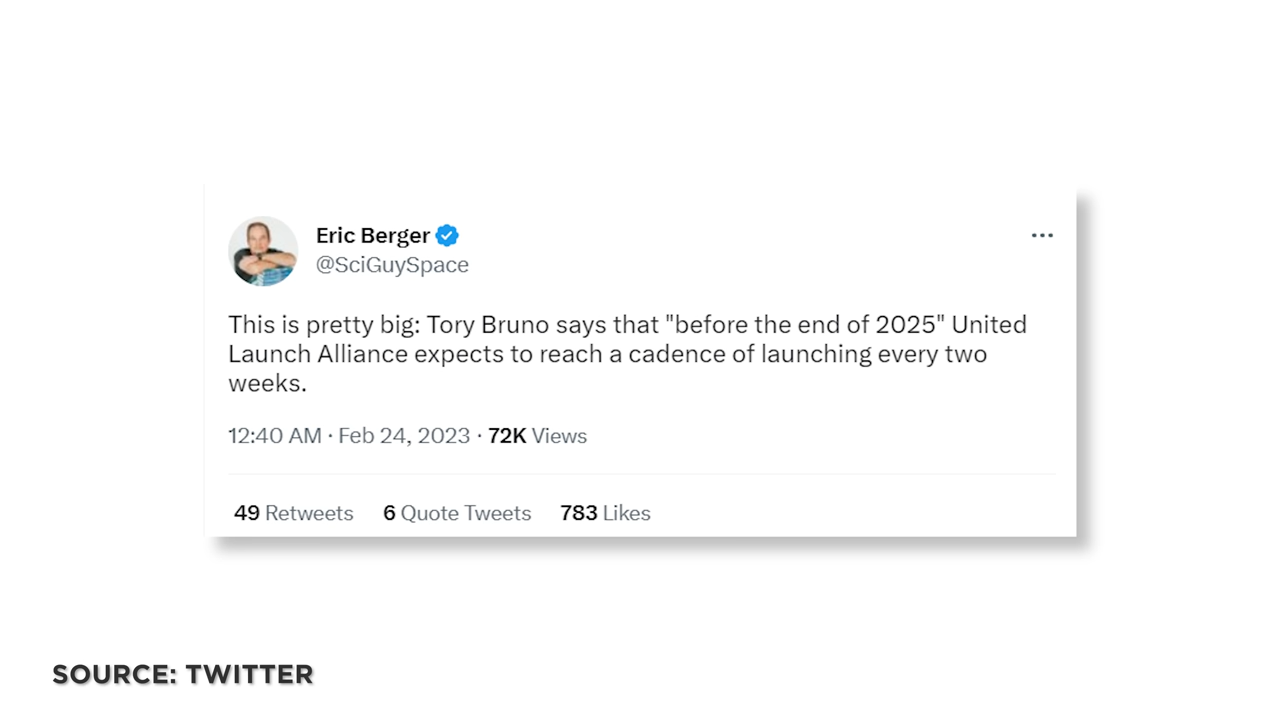 Eric Berger
@SciGuySpace
This is pretty big: Tory Bruno says that "before the end of 2025" United
Launch Alliance expects to reach a cadence of launching every two
weeks.
12:40 AM · Feb 24, 2023 · 72K Views
49 Retweets 6 Quote Tweets 783 Likes
SOURCE: TWITTER